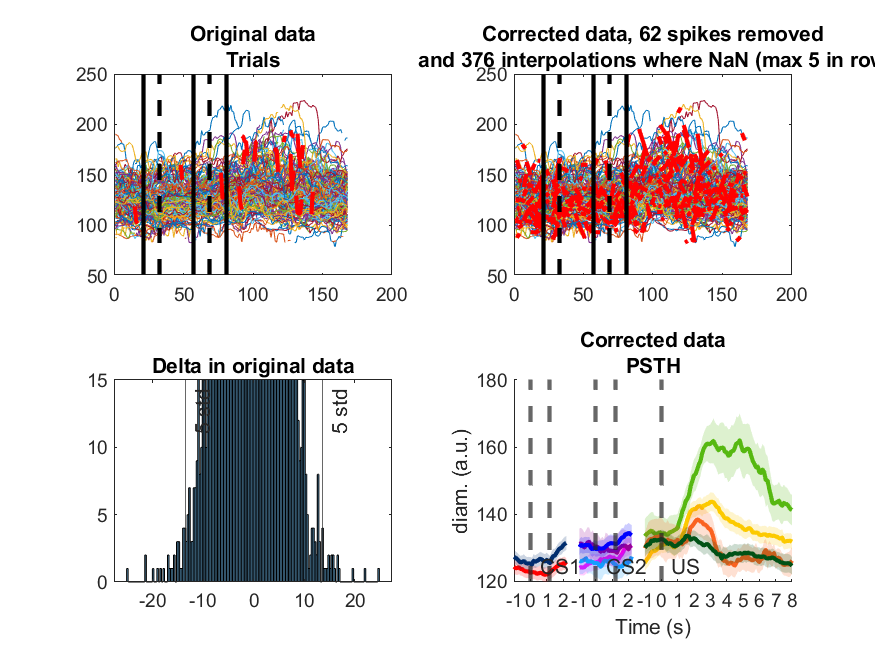 Original data
Trials
250
200
150
100
50
0
50
100
150
200
Corrected data, 62 spikes removed
and 376 interpolations where NaN (max 5 in row
250
200
150
100
50
0
50
100
150
200
Delta in original data
15
10
5
0
-20
-10
0
10
20
5 std
5 std
Corrected data
PSTH
180
160
140
120
diam. (a.u.)
CS1
CS2
US
-1 0 1 2 -1 0 1 2 -1 0 1 2 3 4 5 6 7 8
Time (s)